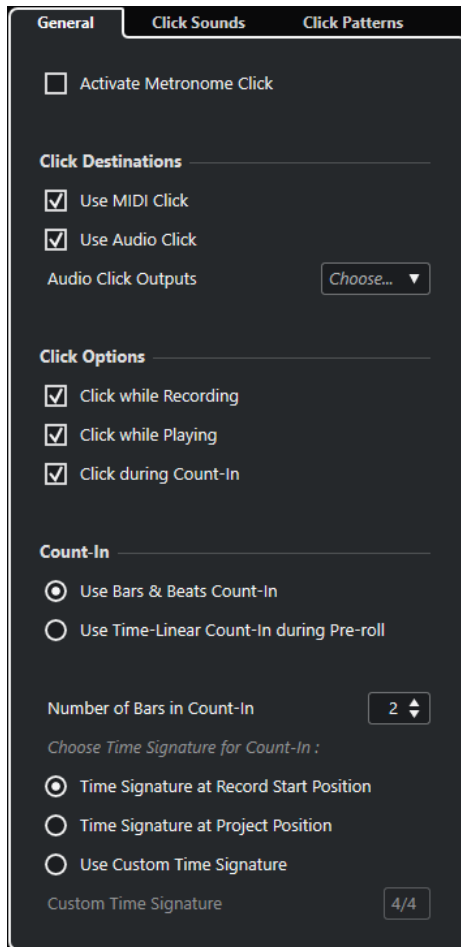 General Click Sounds Click Patterns
Activate Metronome Click
Click Destinations
Use MIDI Click
Use Audio Click
Audio Click Outputs Choose...
Click Options
Click while Recording
Click while Playing
Click during Count-In
Count-In
Use Bars & Beats Count-In
Use Time-Linear Count-In during Pre-roll
Number of Bars in Count-In 2
Choose Time Signature for Count-In :
Time Signature at Record Start Position
Time Signature at Project Position
Use Custom Time Signature
Custom Time Signature 4/4